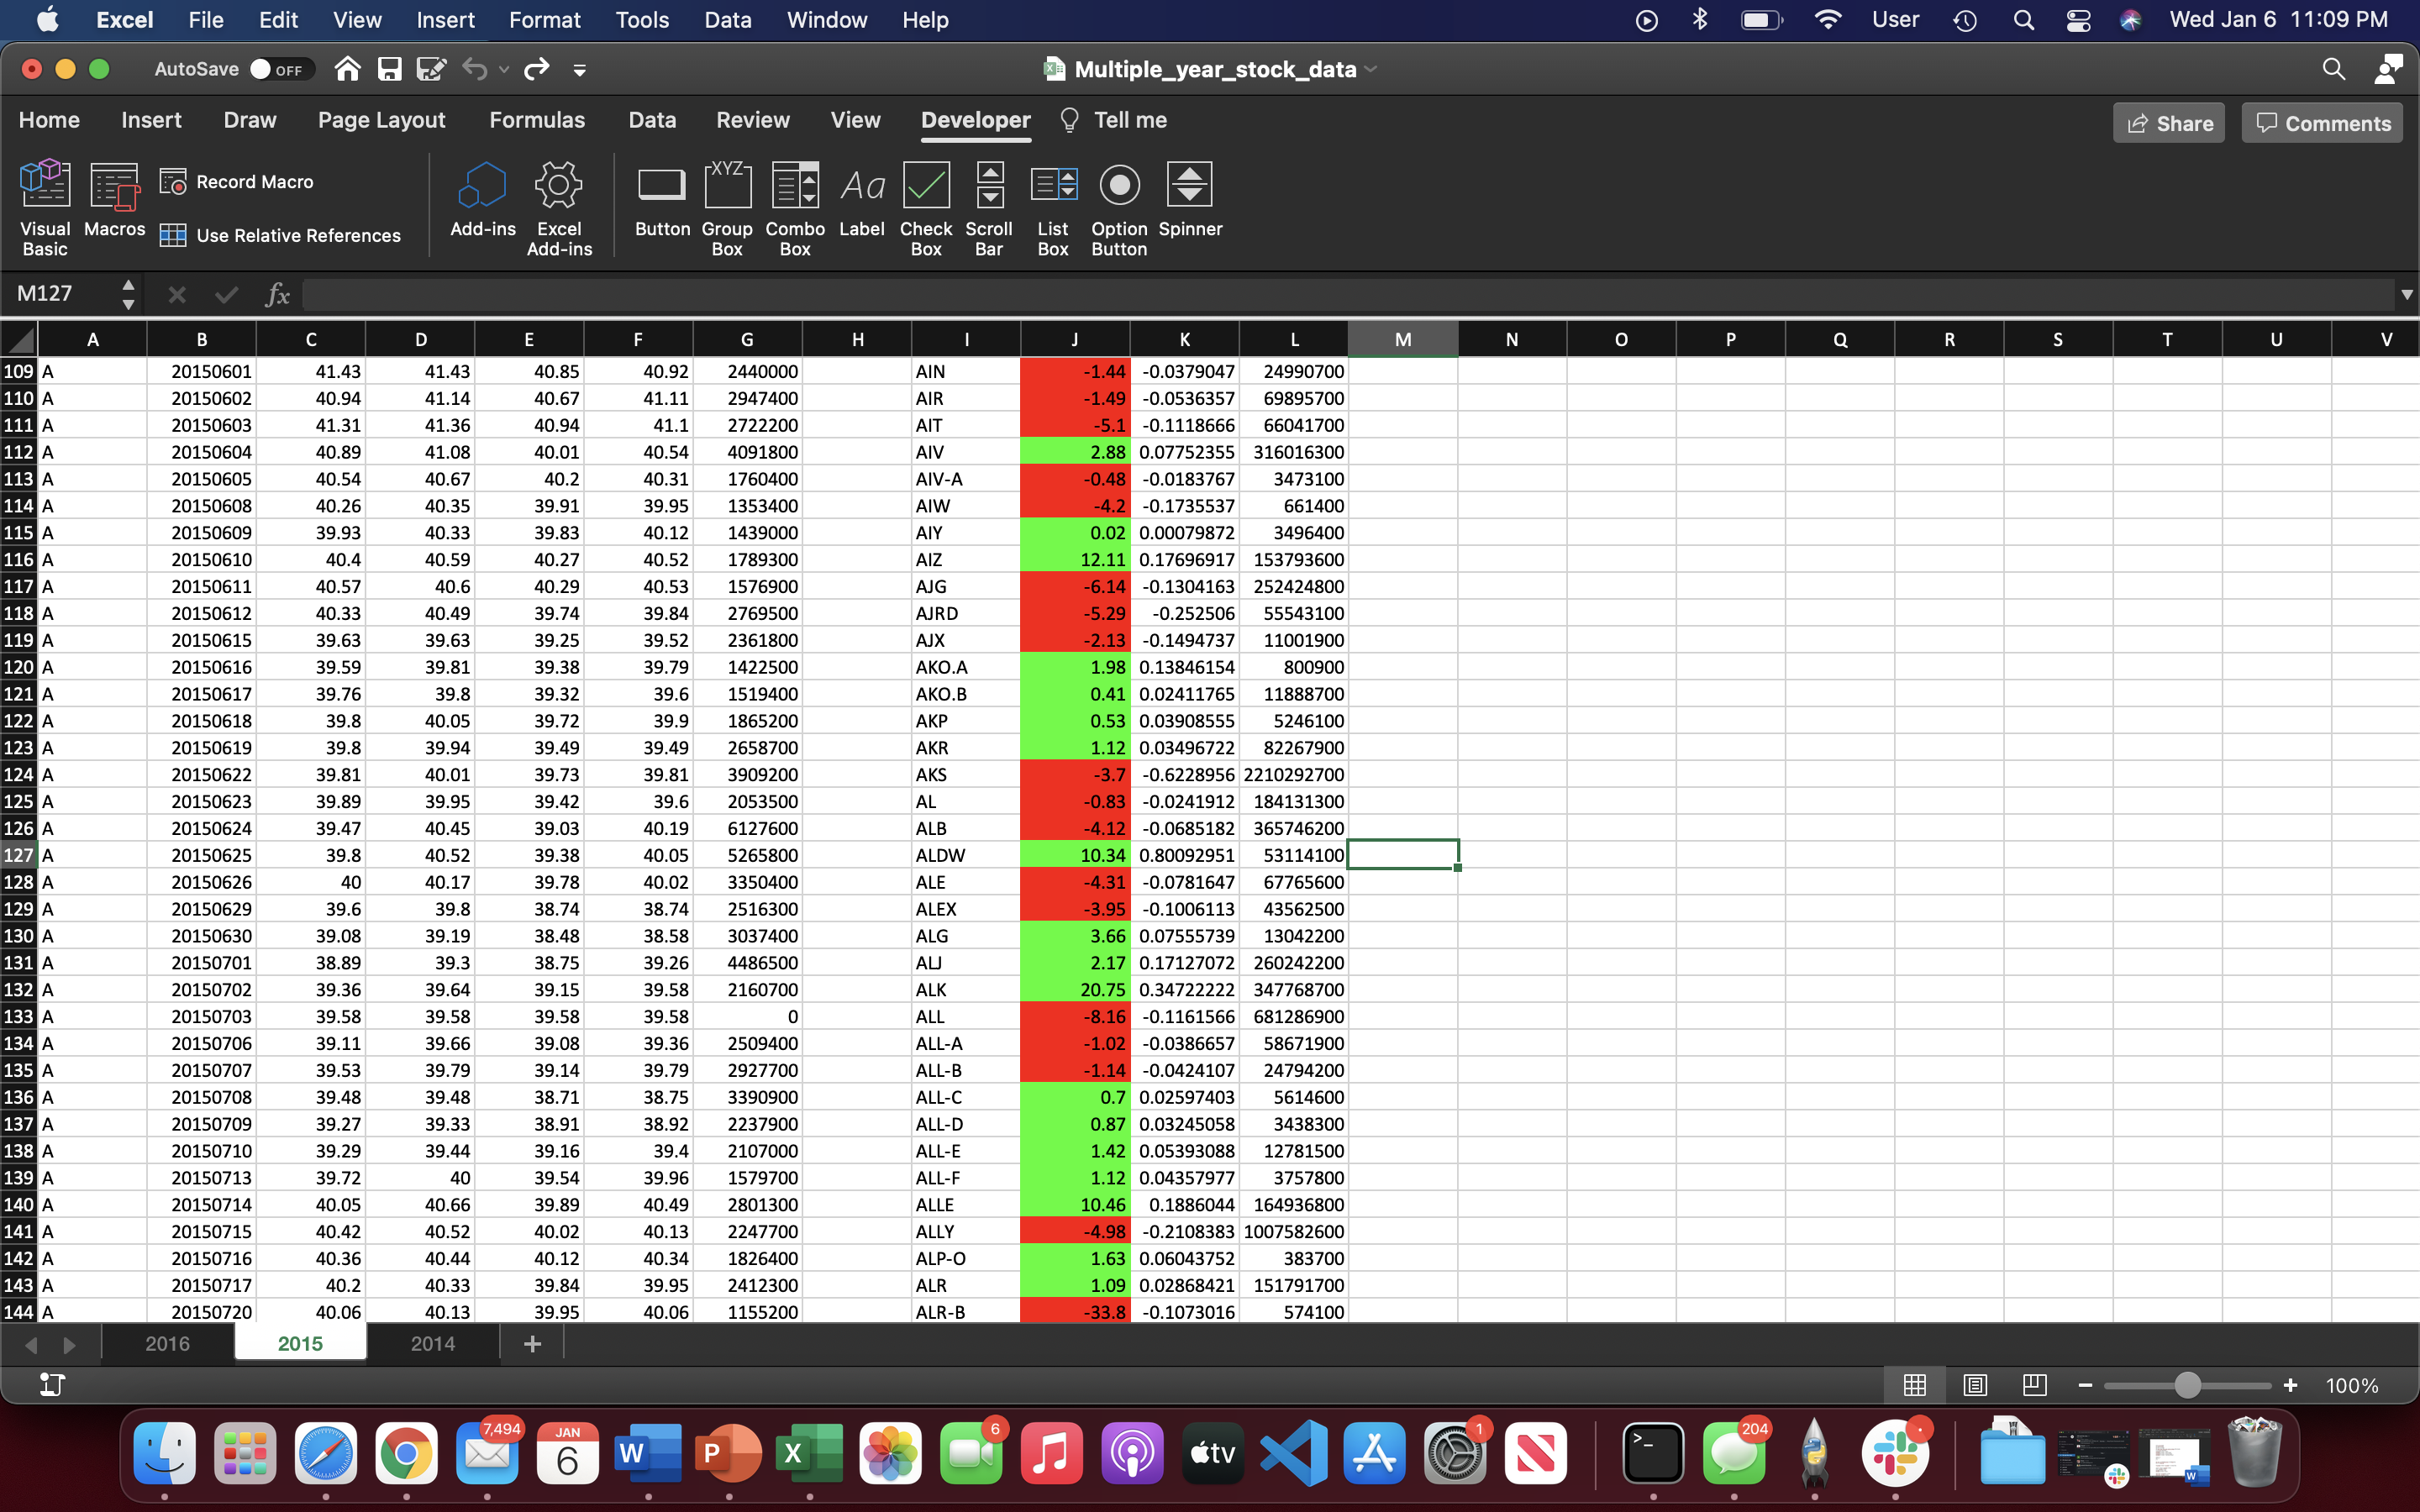 Excel File Edit View Insert Format Tools Data Window Help User Wed Jan 6 11:09 PM
AutoSave OFF Multiple_year_stock_data
Home Insert Draw Page Layout Formulas Data Review View Developer Tell me Share Comments
Visual Basic Macros Record Macro Use Relative References Add-ins Excel Add-ins Button XYZ Group Box Combo Box Aa Label Check Box Scroll Bar List Box Option Button Spinner
M127 fx
A B C D E F G H I J K L M N O P Q R S T U V
109 A 20150601 41.43 41.43 40.85 40.92 2440000 AIN -1.44 -0.0379047 24990700
110 A 20150602 40.94 41.14 40.67 41.11 2947400 AIR -1.49 -0.0536357 69895700
111 A 20150603 41.31 41.36 40.94 41.1 2722200 AIT -5.1 -0.1118666 66041700
112 A 20150604 40.89 41.08 40.01 40.54 4091800 AIV 2.88 0.07752355 316016300
113 A 20150605 40.54 40.67 40.2 40.31 1760400 AIV-A -0.48 -0.0183767 3473100
114 A 20150608 40.26 40.35 39.91 39.95 1353400 AIW -4.2 -0.1735537 661400
115 A 20150609 39.93 40.33 39.83 40.12 1439000 AIY 0.02 0.00079872 3496400
116 A 20150610 40.4 40.59 40.27 40.52 1789300 AIZ 12.11 0.17696917 153793600
117 A 20150611 40.57 40.6 40.29 40.53 1576900 AJG -6.14 -0.1304163 252424800
118 A 20150612 40.33 40.49 39.74 39.84 2769500 AJRD -5.29 -0.252506 55543100
119 A 20150615 39.63 39.63 39.25 39.52 2361800 AJX -2.13 -0.1494737 11001900
120 A 20150616 39.59 39.81 39.38 39.79 1422500 AKO.A 1.98 0.13846154 800900
121 A 20150617 39.76 39.8 39.32 39.6 1519400 AKO.B 0.41 0.02411765 11888700
122 A 20150618 39.8 40.05 39.72 39.9 1865200 AKP 0.53 0.03908555 5246100
123 A 20150619 39.8 39.94 39.49 39.49 2658700 AKR 1.12 0.03496722 82267900
124 A 20150622 39.81 40.01 39.73 39.81 3909200 AKS -3.7 -0.6228956 2210292700
125 A 20150623 39.89 39.95 39.42 39.6 2053500 AL -0.83 -0.0241912 184131300
126 A 20150624 39.47 40.45 39.03 40.19 6127600 ALB -4.12 -0.0685182 365746200
127 A 20150625 39.8 40.52 39.38 40.05 5265800 ALDW 10.34 0.80092951 53114100
128 A 20150626 40 40.17 39.78 40.02 3350400 ALE -4.31 -0.0781647 67765600
129 A 20150629 39.6 39.8 38.74 38.74 2516300 ALEX -3.95 -0.1006113 43562500
130 A 20150630 39.08 39.19 38.48 38.58 3037400 ALG 3.66 0.07555739 13042200
131 A 20150701 38.89 39.3 38.75 39.26 4486500 ALJ 2.17 0.17127072 260242200
132 A 20150702 39.36 39.64 39.15 39.58 2160700 ALK 20.75 0.34722222 347768700
133 A 20150703 39.58 39.58 39.58 39.58 0 ALL -8.16 -0.1161566 681286900
134 A 20150706 39.11 39.66 39.08 39.36 2509400 ALL-A -1.02 -0.0386657 58671900
135 A 20150707 39.53 39.79 39.14 39.79 2927700 ALL-B -1.14 -0.0424107 24794200
136 A 20150708 39.48 39.48 38.71 38.75 3390900 ALL-C 0.7 0.02597403 5614600
137 A 20150709 39.27 39.33 38.91 38.92 2237900 ALL-D 0.87 0.03245058 3438300
138 A 20150710 39.29 39.44 39.16 39.4 2107000 ALL-E 1.42 0.05393088 12781500
139 A 20150713 39.72 40 39.54 39.96 1579700 ALL-F 1.12 0.04357977 3757800
140 A 20150714 40.05 40.66 39.89 40.49 2801300 ALLE 10.46 0.1886044 164936800
141 A 20150715 40.42 40.52 40.02 40.13 2247700 ALLY -4.98 -0.2108383 1007582600
142 A 20150716 40.36 40.44 40.12 40.34 1826400 ALP-O 1.63 0.06043752 383700
143 A 20150717 40.2 40.33 39.84 39.95 2412300 ALR 1.09 0.02868421 151791700
144 A 20150720 40.06 40.13 39.95 40.06 1155200 ALR-B -33.8 -0.1073016 574100
2016 2015 2014
100%
7,494 JAN 6 W P X 6 tv 1 >_ 204 W